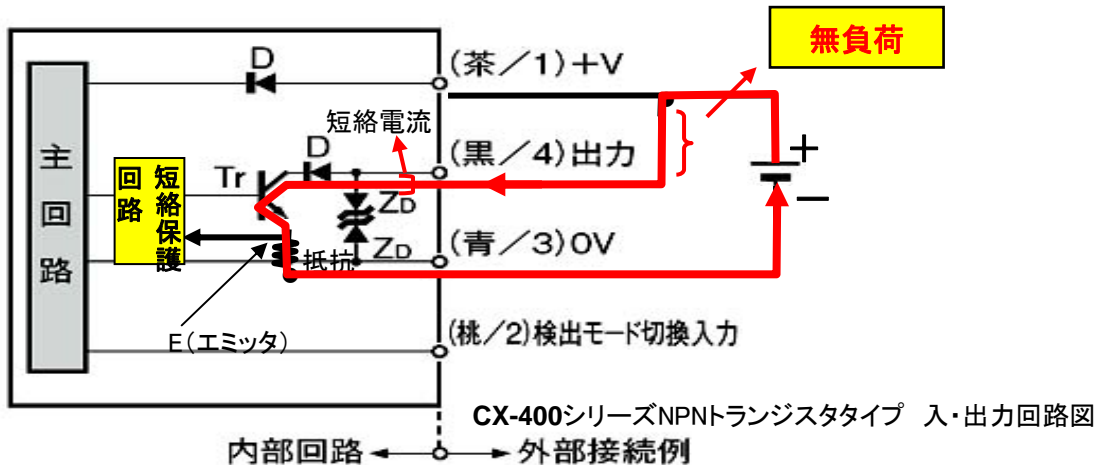 無負荷
D
(茶/1)+V
短絡電流
D
(黒/4)出力
+
−
主回路
短絡保護回路
Tr
ZD
ZD
(青/3)0V
抵抗
E(エミッタ)
(桃/2)検出モード切換入力
CX-400シリーズNPNトランジスタタイプ 入・出力回路図
内部回路
外部接続例